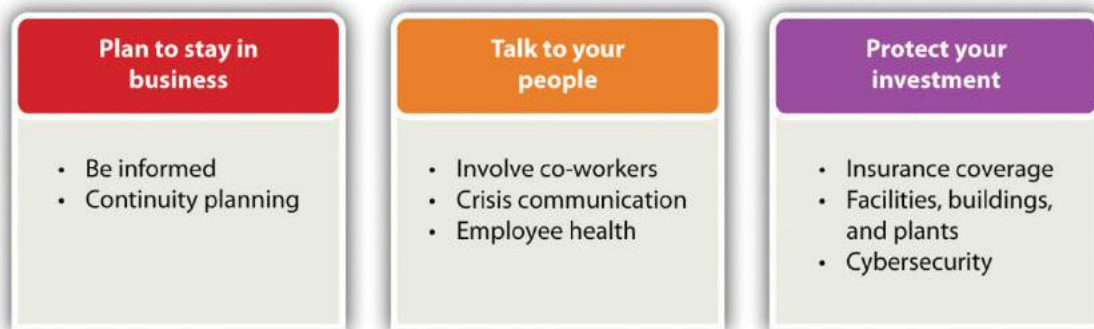 Plan to stay in
business
• Be informed
• Continuity planning
Talk to your
people
• Involve co-workers
• Crisis communication
• Employee health
Protect your
investment
• Insurance coverage
• Facilities, buildings,
and plants
• Cybersecurity